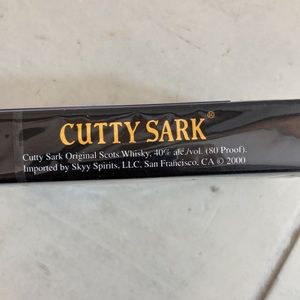 CUTTY SARK®
Cutty Sark Original Scots Whisky, 40% alc./vol. (80 Proof).
Imported by Skyy Spirits, LLC, San Francisco, CA © 2000